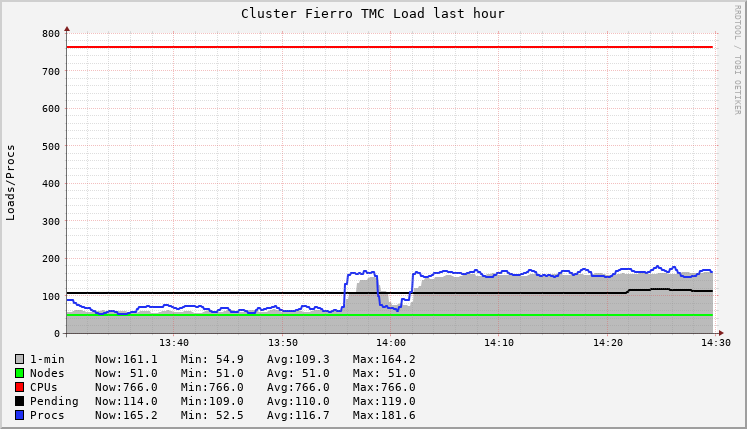 Cluster Fierro TMC Load last hour
RRDTOOL / TOBI OETIKER
Loads/Procs
800
700
600
500
400
300
200
100
0
13:40 13:50 14:00 14:10 14:20 14:30
1-min Now:161.1 Min: 54.9 Avg:109.3 Max:164.2
Nodes Now: 51.0 Min: 51.0 Avg: 51.0 Max: 51.0
CPUs Now:766.0 Min:766.0 Avg:766.0 Max:766.0
Pending Now:114.0 Min:109.0 Avg:110.0 Max:119.0
Procs Now:165.2 Min: 52.5 Avg:116.7 Max:181.6